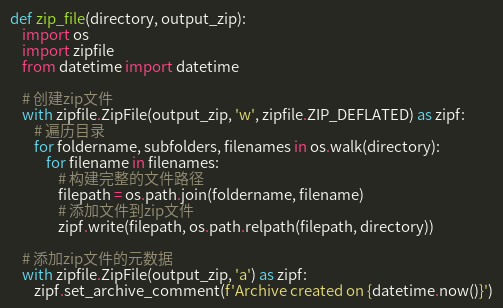 def zip_file(directory, output_zip):
    import os
    import zipfile
    from datetime import datetime

    # 创建zip文件
    with zipfile.ZipFile(output_zip, 'w', zipfile.ZIP_DEFLATED) as zipf:
        # 遍历目录
        for foldername, subfolders, filenames in os.walk(directory):
            for filename in filenames:
                # 构建完整的文件路径
                filepath = os.path.join(foldername, filename)
                # 添加文件到zip文件
                zipf.write(filepath, os.path.relpath(filepath, directory))

    # 添加zip文件的元数据
    with zipfile.ZipFile(output_zip, 'a') as zipf:
        zipf.set_archive_comment(f'Archive created on {datetime.now()}')